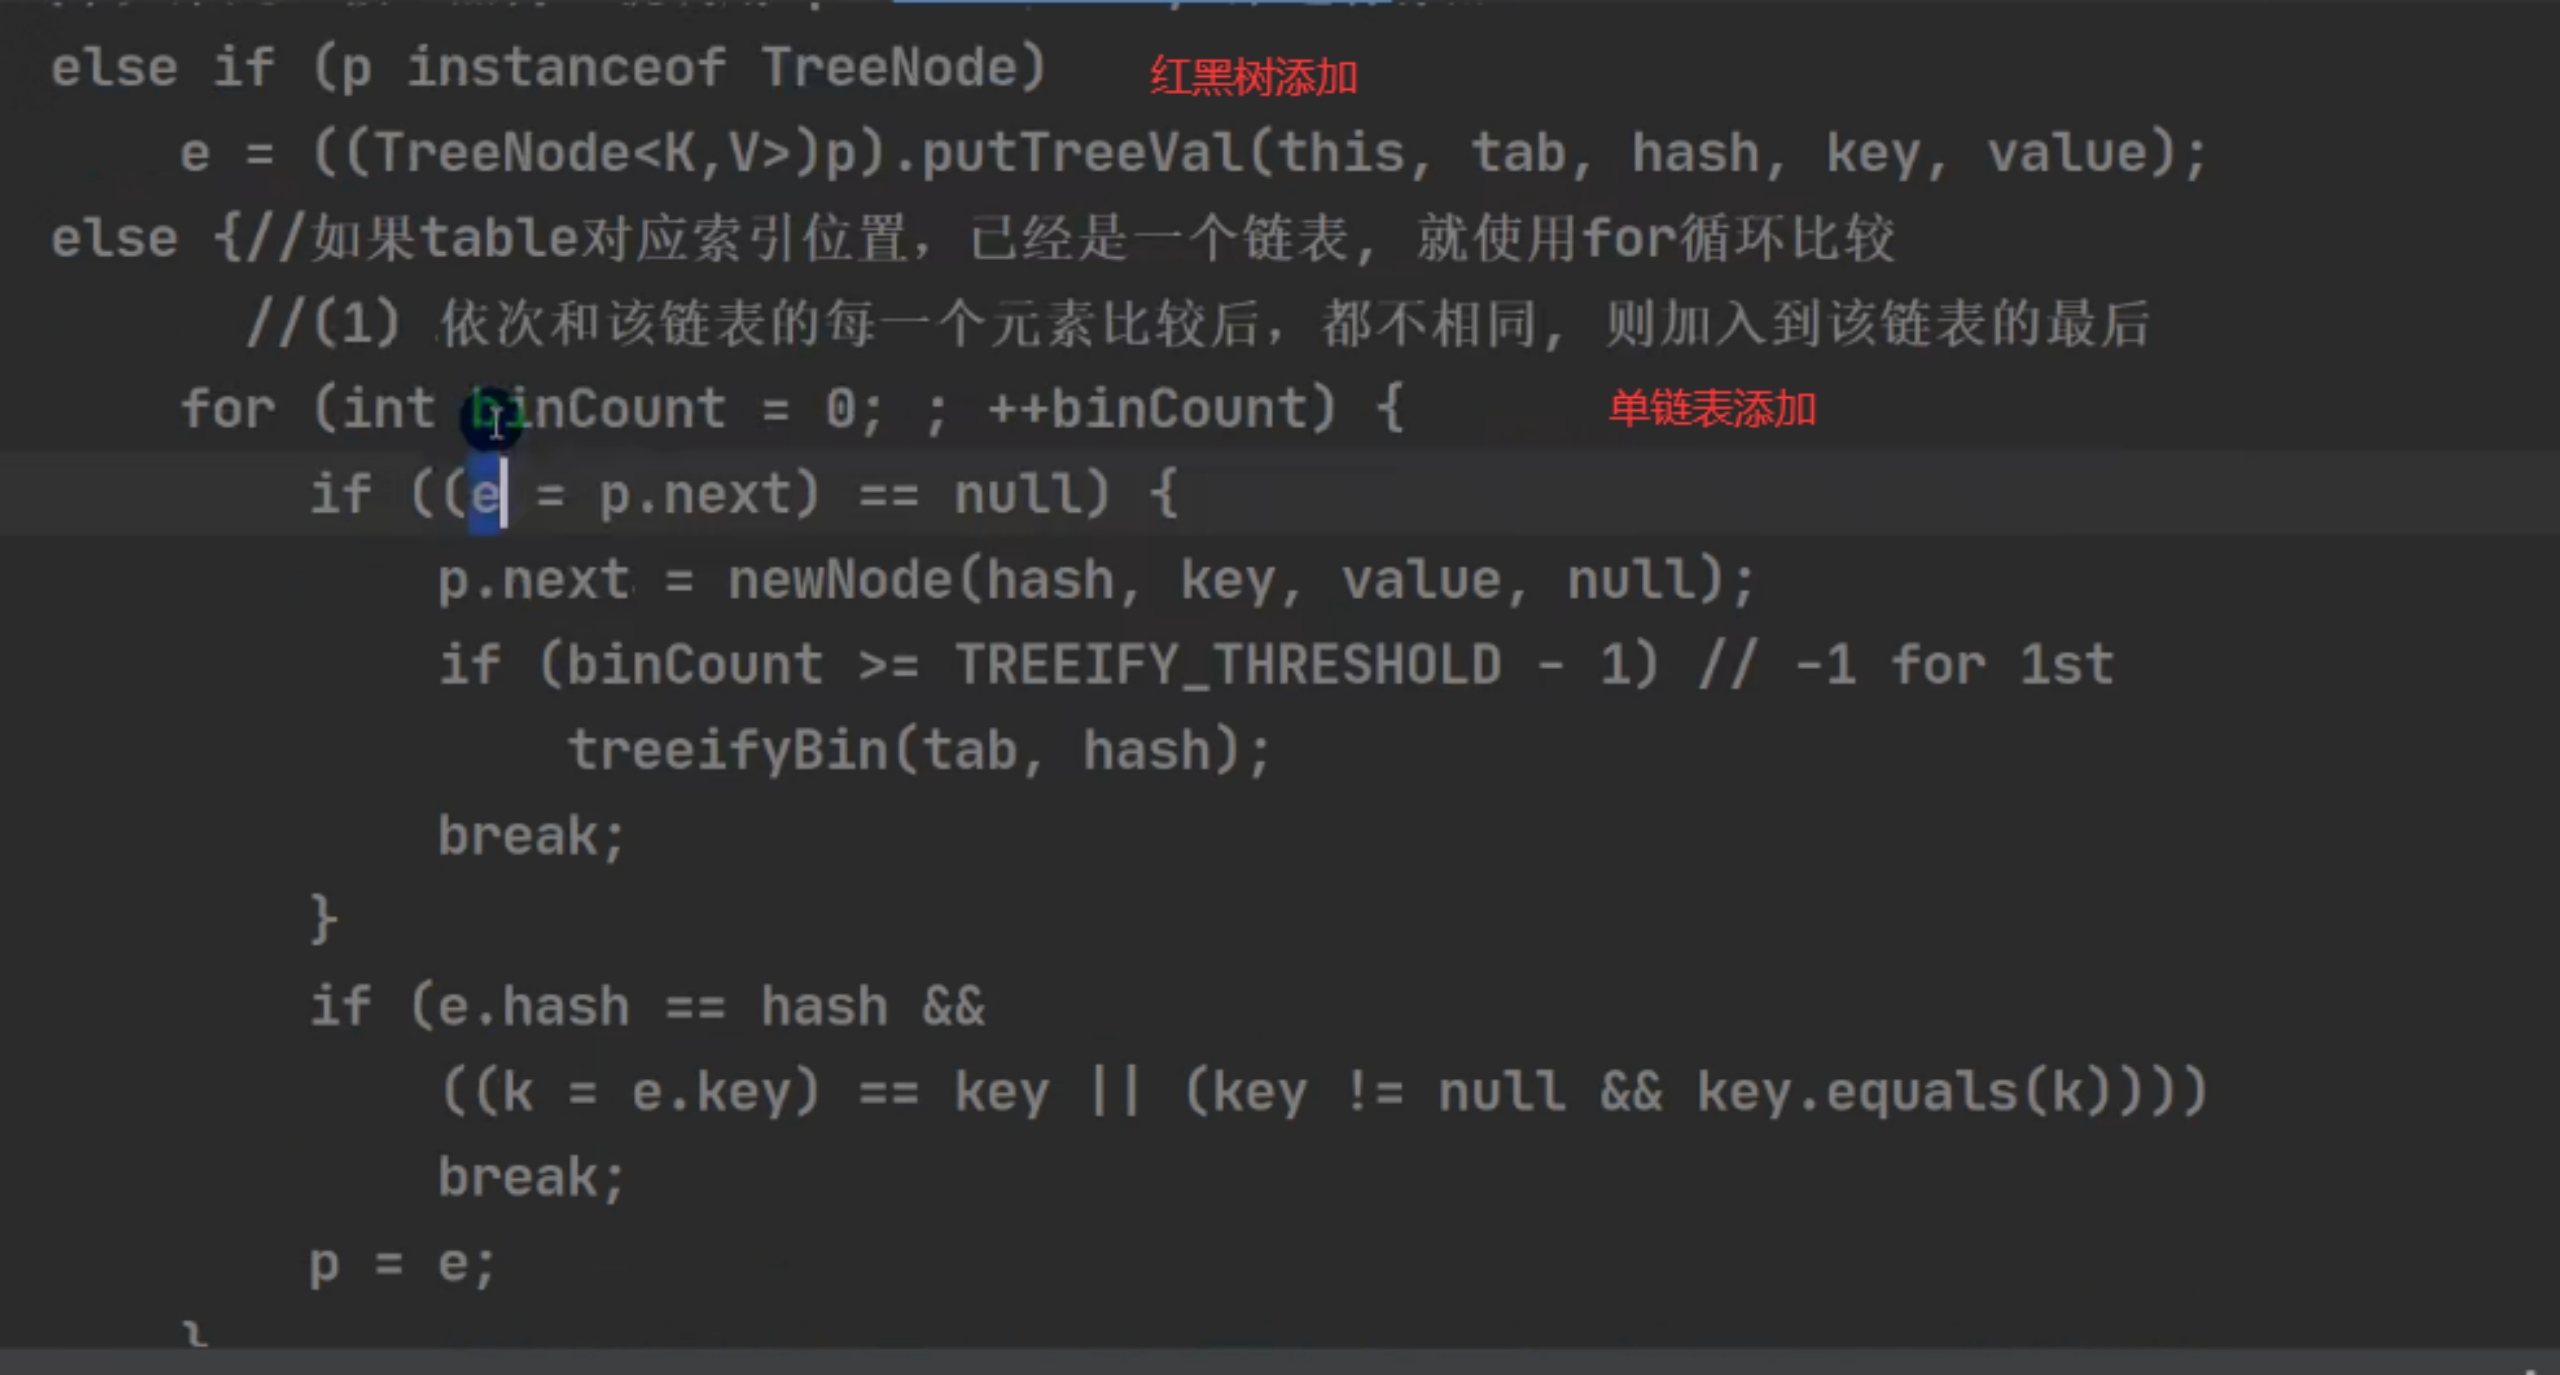 else if (p instanceof TreeNode) 红黑树添加
e = ((TreeNode<K,V>)p).putTreeVal(this, tab, hash, key, value);
else {//如果table对应索引位置，已经是一个链表, 就使用for循环比较
//(1) 依次和该链表的每一个元素比较后，都不相同, 则加入到该链表的最后
for (int binCount = 0; ; ++binCount) { 单链表添加
if ((e = p.next) == null) {
p.next = newNode(hash, key, value, null);
if (binCount >= TREEIFY_THRESHOLD - 1) // -1 for 1st
treeifyBin(tab, hash);
break;
}
if (e.hash == hash &&
((k = e.key) == key || (key != null && key.equals(k))))
break;
p = e;
}